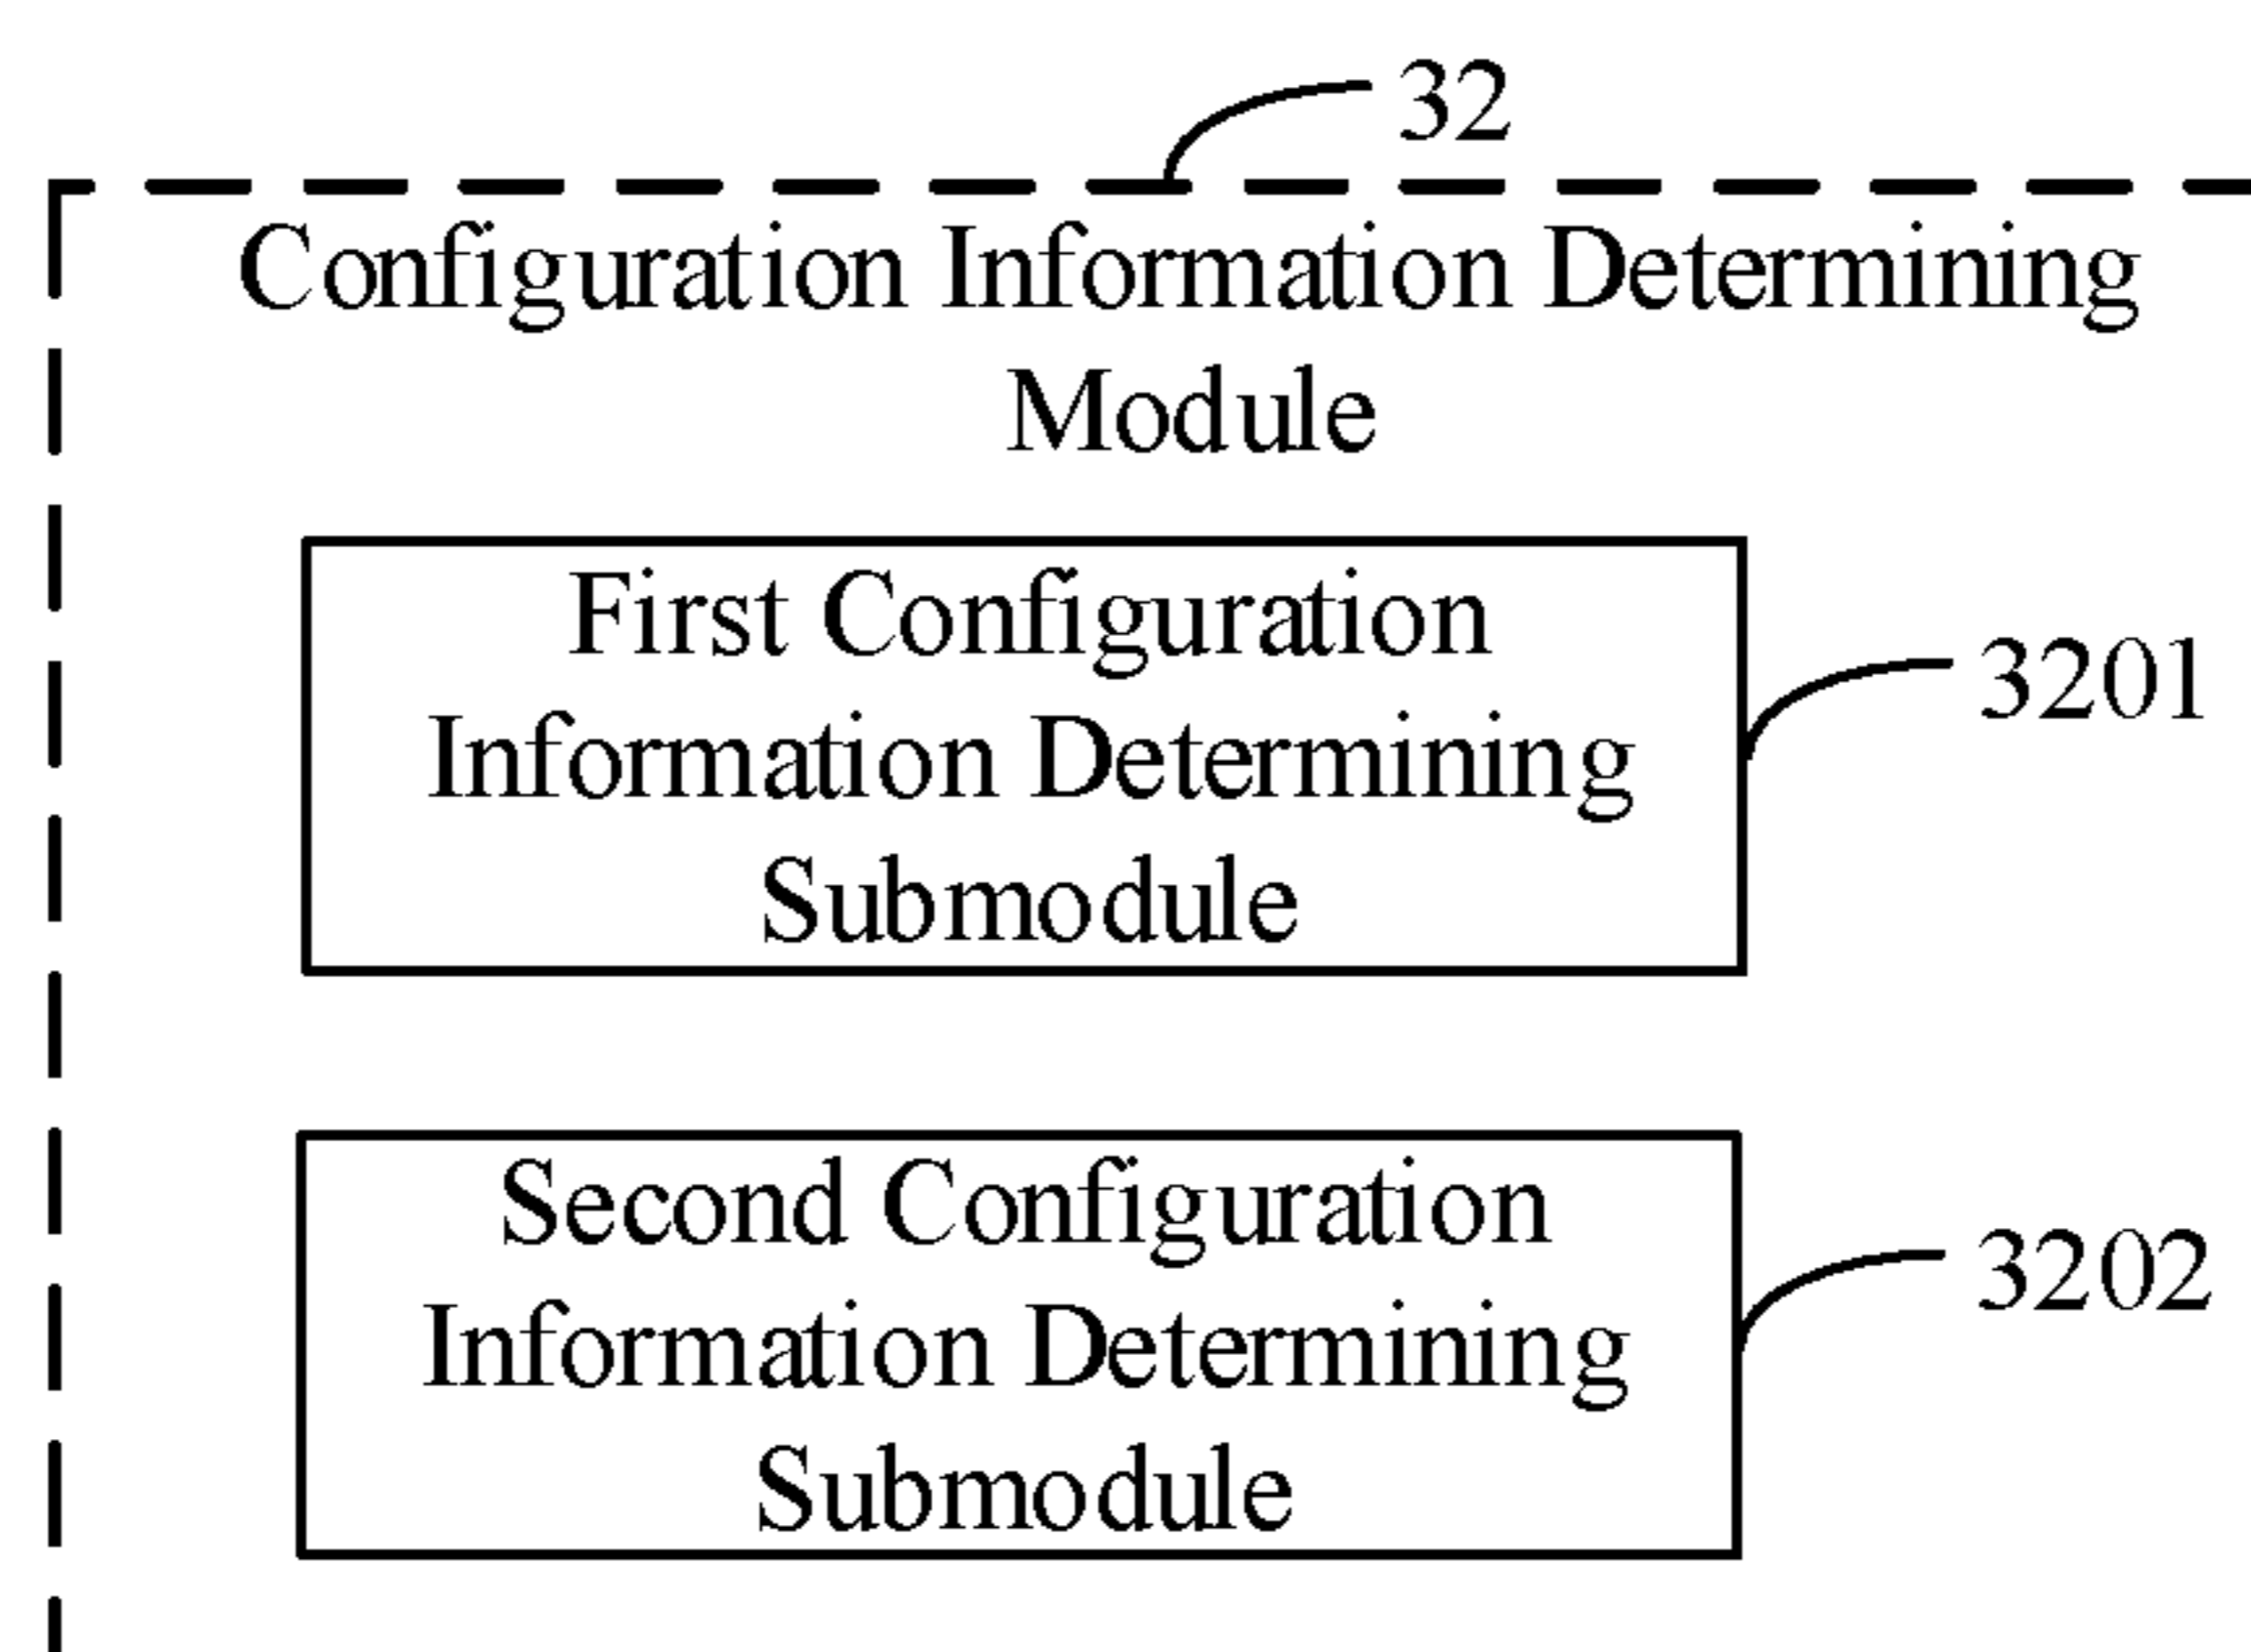 32
Configuration Information Determining
Module
First Configuration
Information Determining
Submodule
3201
Second Configuration
Information Determining
Submodule
3202